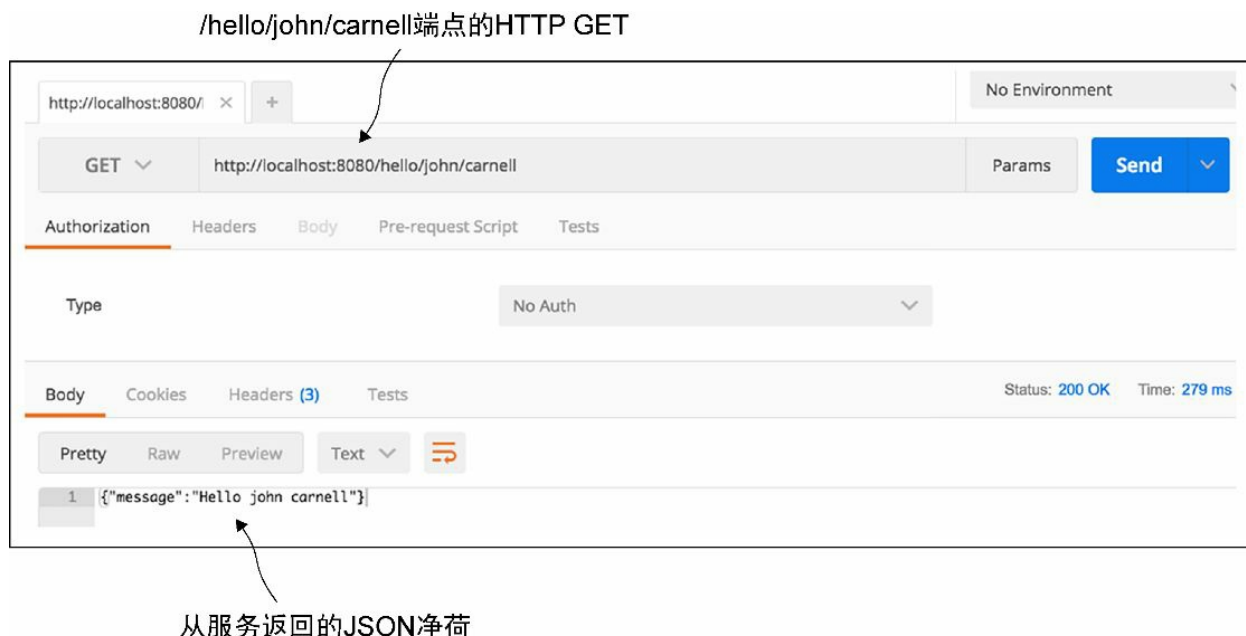 /hello/john/carnell端点的HTTP GET
http://localhost:8080/
No Environment
GET http://localhost:8080/hello/john/carnell Params Send
Authorization Headers Body Pre-request Script Tests
Type No Auth
Body Cookies Headers (3) Tests Status: 200 OK Time: 279 ms
Pretty Raw Preview Text
1 {"message":"Hello john carnell"}
从服务返回的JSON净荷